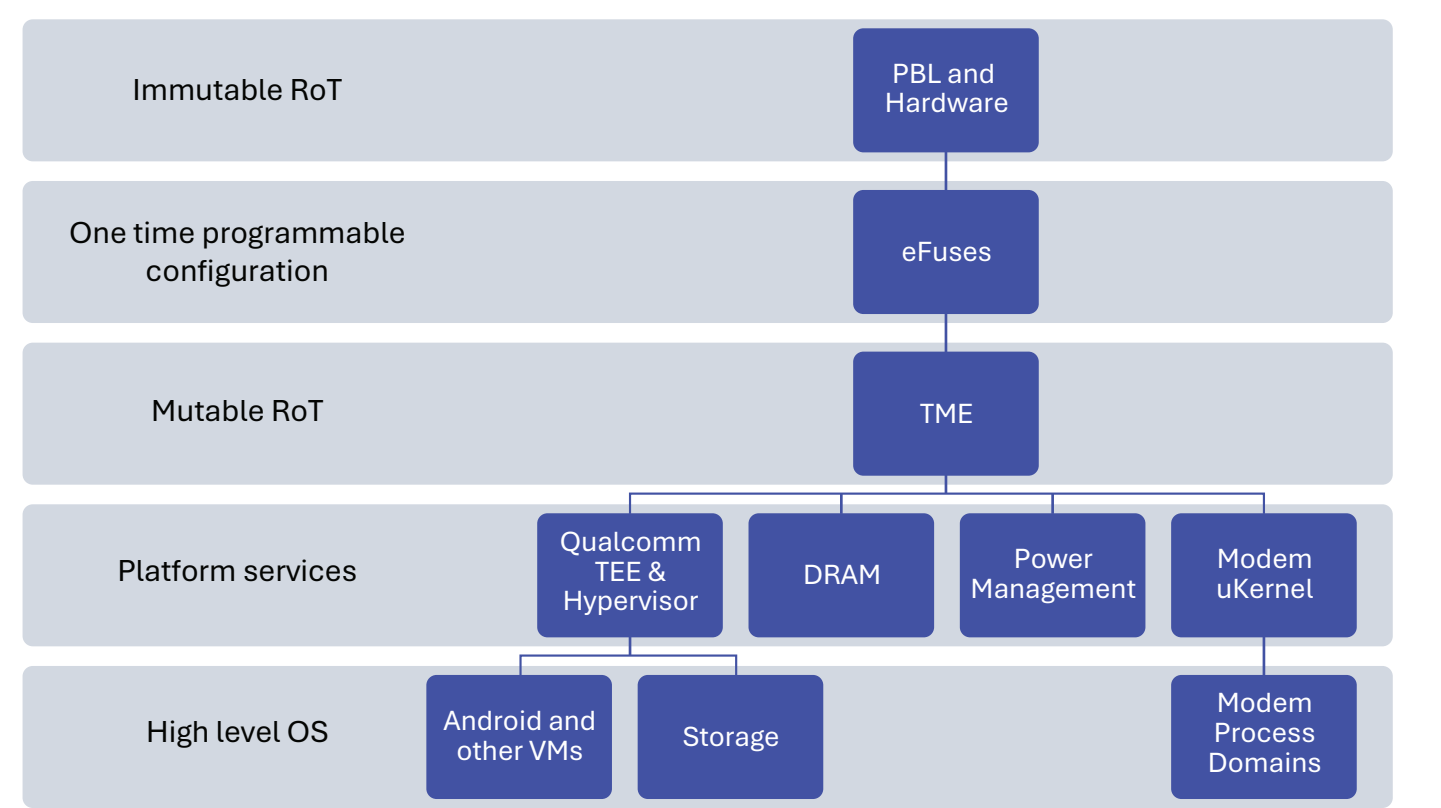 Immutable RoT
PBL and
Hardware
One time programmable
configuration
eFuses
Mutable RoT
TME
Platform services
Qualcomm
TEE &
Hypervisor
DRAM
Power
Management
Modem
uKernel
High level OS
Android and
other VMs
Storage
Modem
Process
Domains